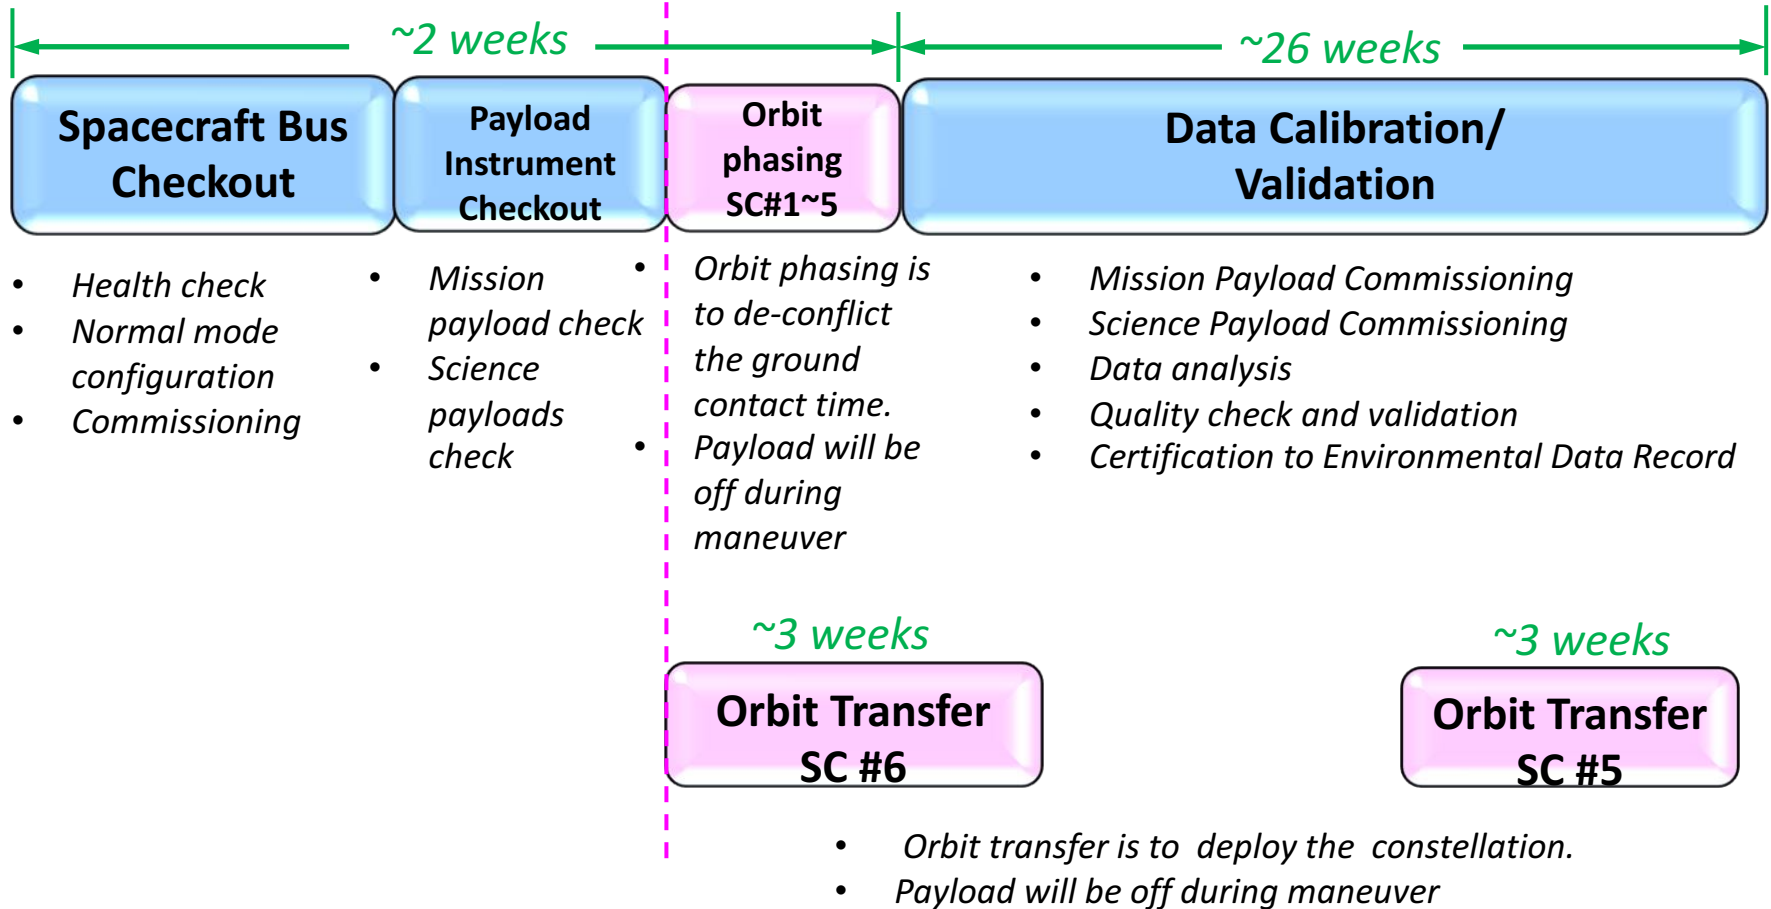 ~2 weeks
~26 weeks
Spacecraft Bus
Checkout
Payload
Instrument
Checkout
Orbit
phasing
SC#1~5
Data Calibration/
Validation
• Health check
• Normal mode
configuration
• Commissioning
• Mission
payload check
• Science
payloads
check
• Orbit phasing is
to de-conflict
the ground
contact time.
• Payload will be
off during
maneuver
• Mission Payload Commissioning
• Science Payload Commissioning
• Data analysis
• Quality check and validation
• Certification to Environmental Data Record
~3 weeks
Orbit Transfer
SC #6
~3 weeks
Orbit Transfer
SC #5
• Orbit transfer is to deploy the constellation.
• Payload will be off during maneuver